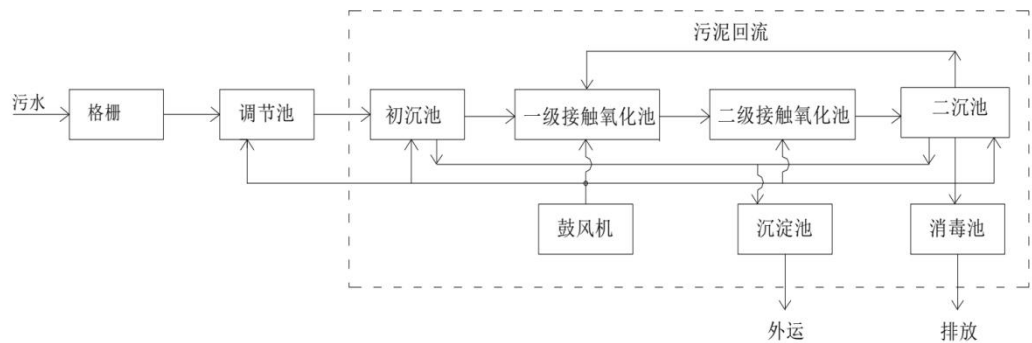 污泥回流
污水
格栅
调节池
初沉池
一级接触氧化池
二级接触氧化池
二沉池
鼓风机
沉淀池
消毒池
外运
排放